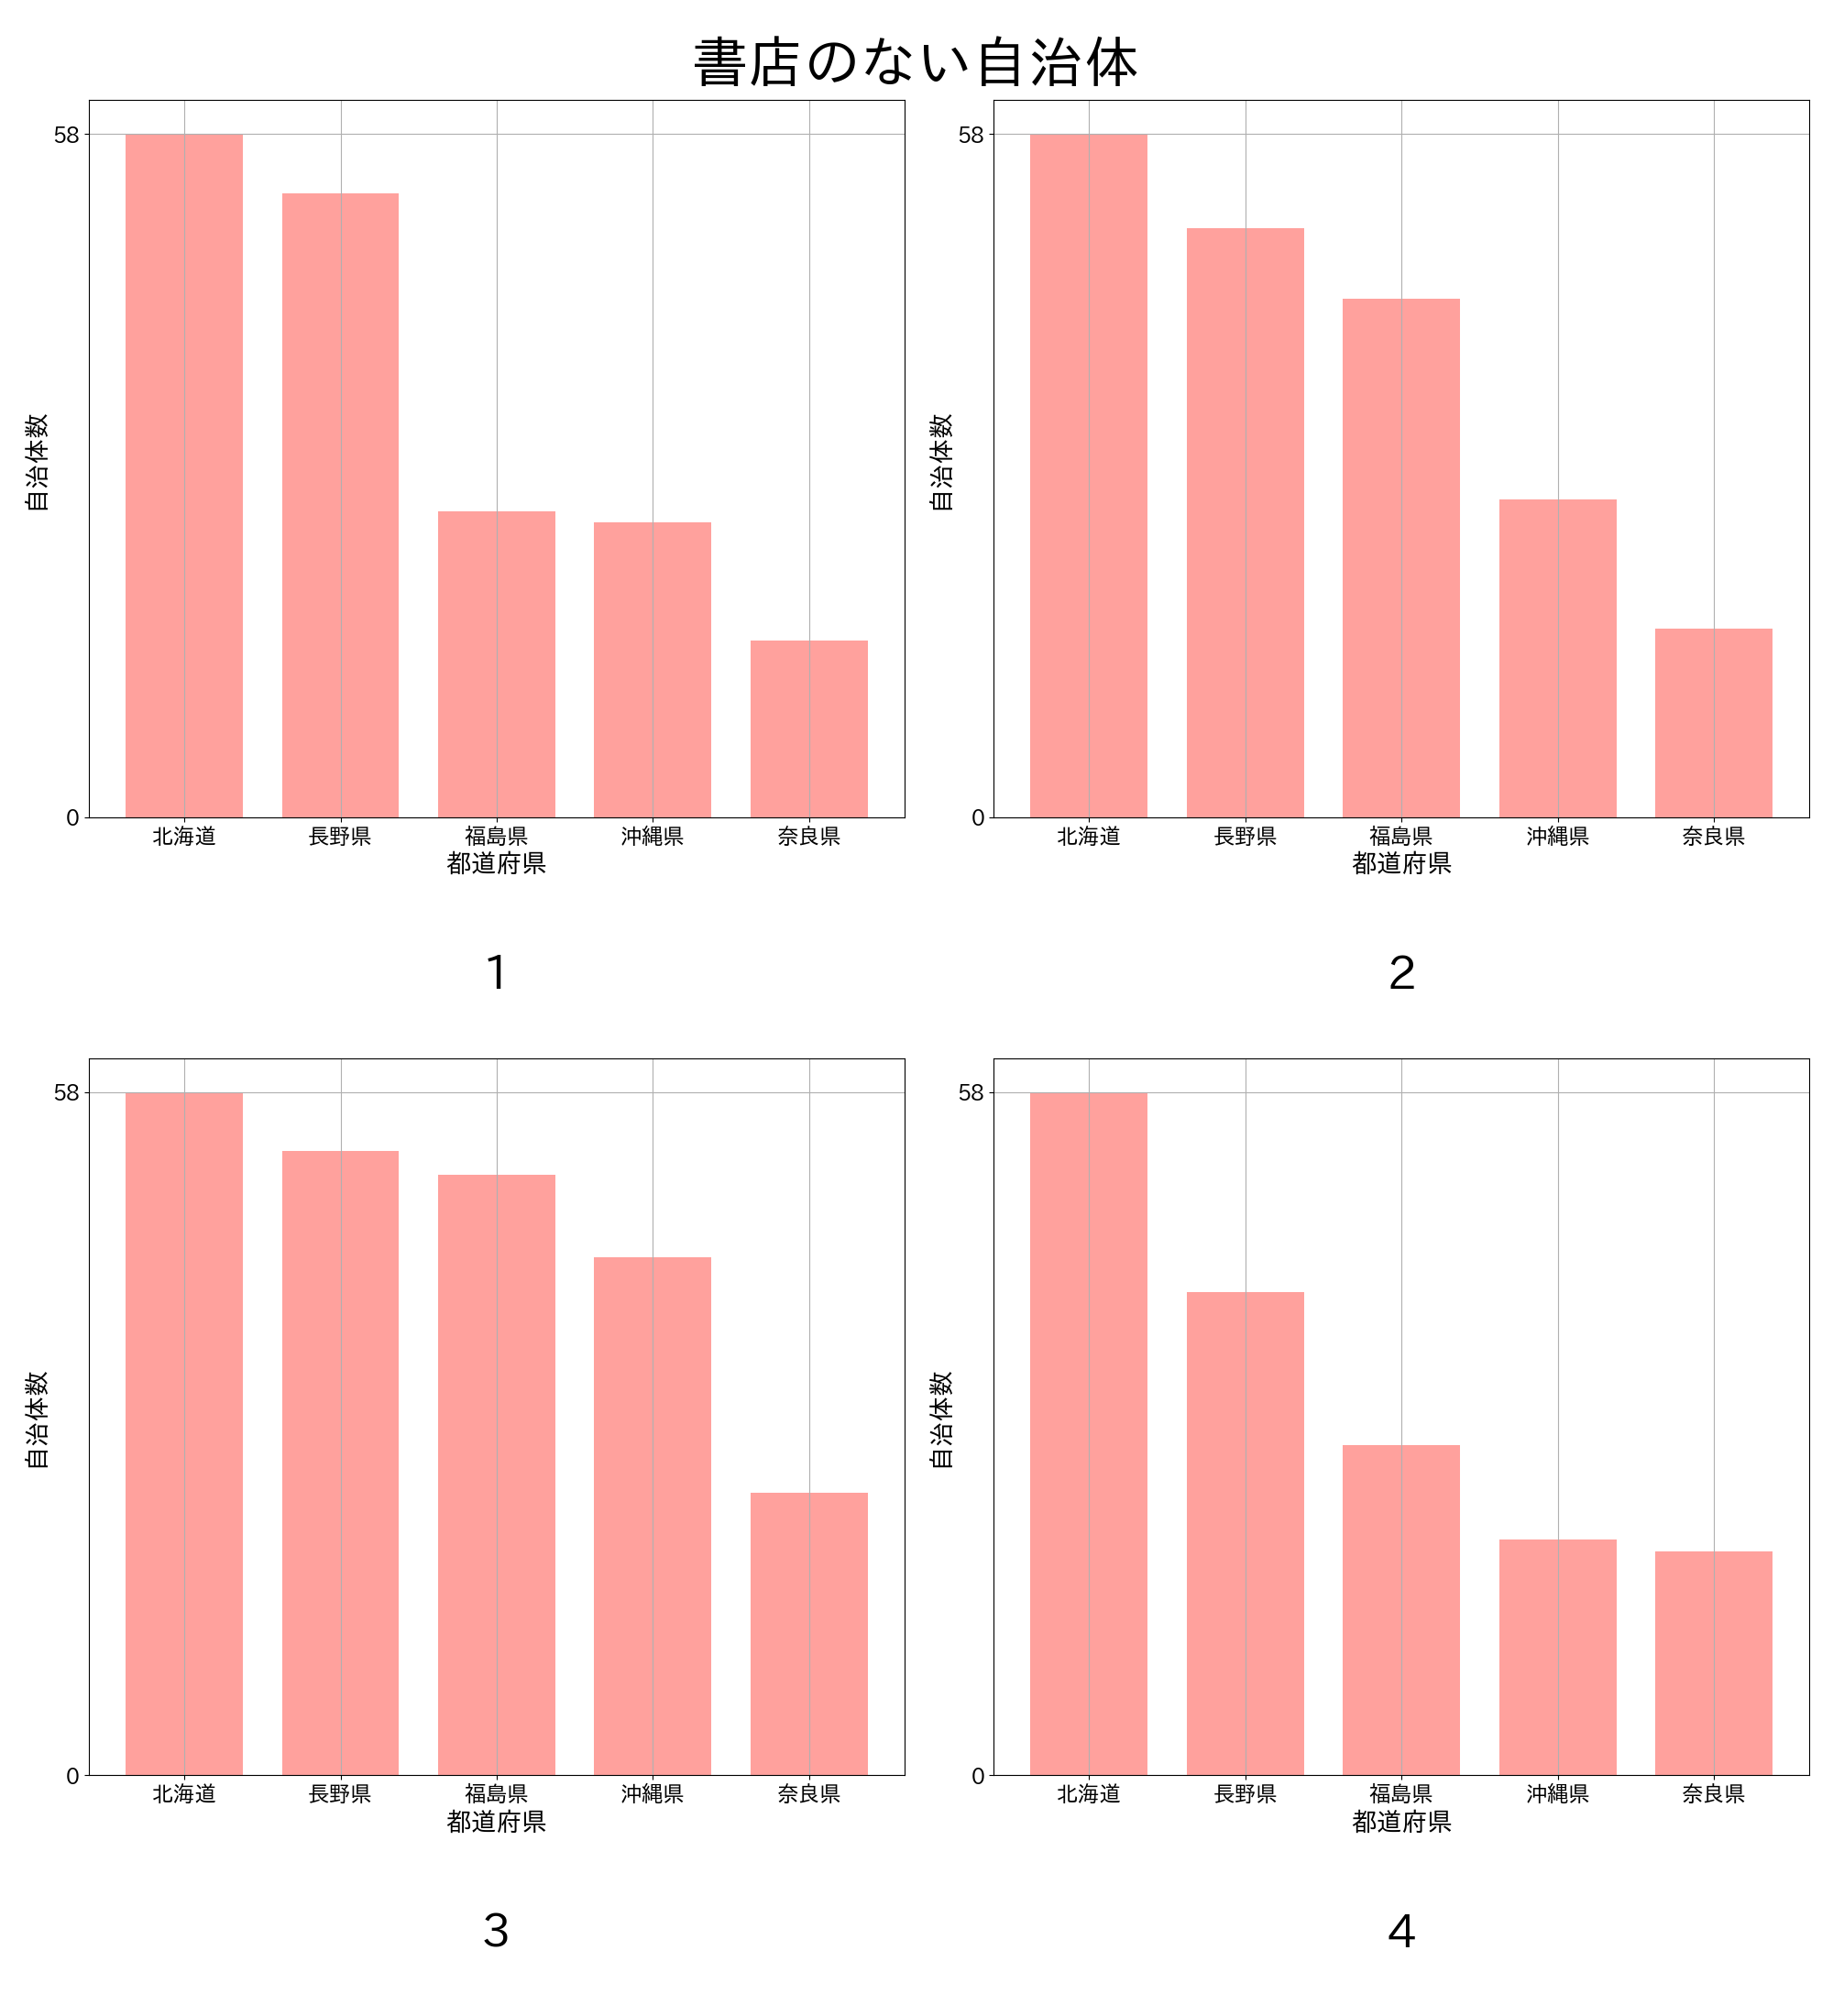 書店のない自治体
58
0
自治体数
北海道 長野県 福島県 沖縄県 奈良県
都道府県
1
58
0
自治体数
北海道 長野県 福島県 沖縄県 奈良県
都道府県
2
58
0
自治体数
北海道 長野県 福島県 沖縄県 奈良県
都道府県
3
58
0
自治体数
北海道 長野県 福島県 沖縄県 奈良県
都道府県
4